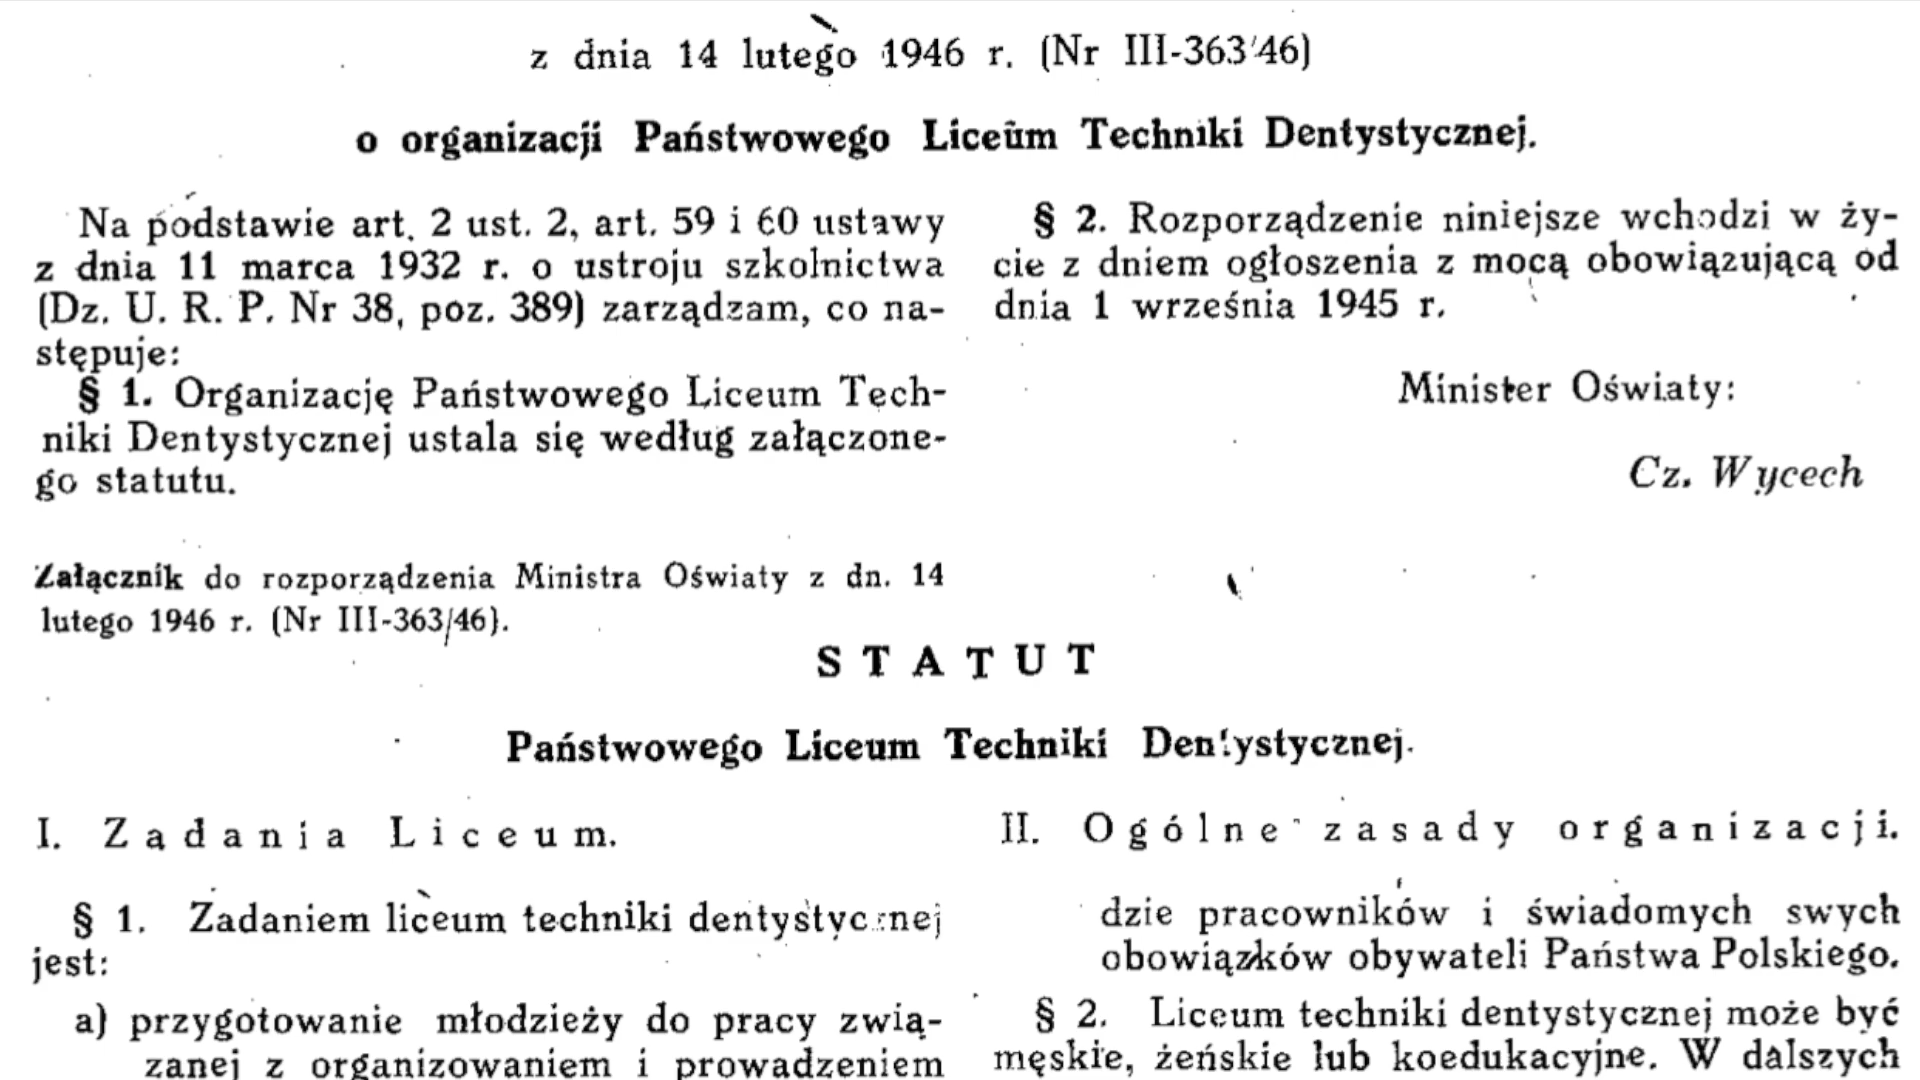 z dnia 14 lutego 1946 r. (Nr III-363/46)
o organizacji Państwowego Liceum Techniki Dentystycznej.
Na podstawie art. 2 ust. 2, art. 59 i 60 ustawy
z dnia 11 marca 1932 r. o ustroju szkolnictwa
(Dz. U. R. P. Nr 38, poz. 389) zarządzam, co na-
stępuje:
§ 1. Organizację Państwowego Liceum Tech-
niki Dentystycznej ustala się według załączone-
go statutu.
§ 2. Rozporządzenie niniejsze wchodzi w ży-
cie z dniem ogłoszenia z mocą obowiązującą od
dnia 1 września 1945 r.
Minister Oświaty:
Cz. Wycech
Załącznik do rozporządzenia Ministra Oświaty z dn. 14
lutego 1946 r. (Nr III-363/46).
STATUT
Państwowego Liceum Techniki Dentystycznej.
I. Zadania Liceum.
§ 1. Zadaniem liceum techniki dentystycznej
jest:
a) przygotowanie młodzieży do pracy zwią-
zanej z organizowaniem i prowadzeniem
II. Ogólne zasady organizacji.
dzie pracowników i świadomych swych
obowiązków obywateli Państwa Polskiego.
§ 2. Liceum techniki dentystycznej może być
męskie, żeńskie lub koedukacyjne. W dalszych